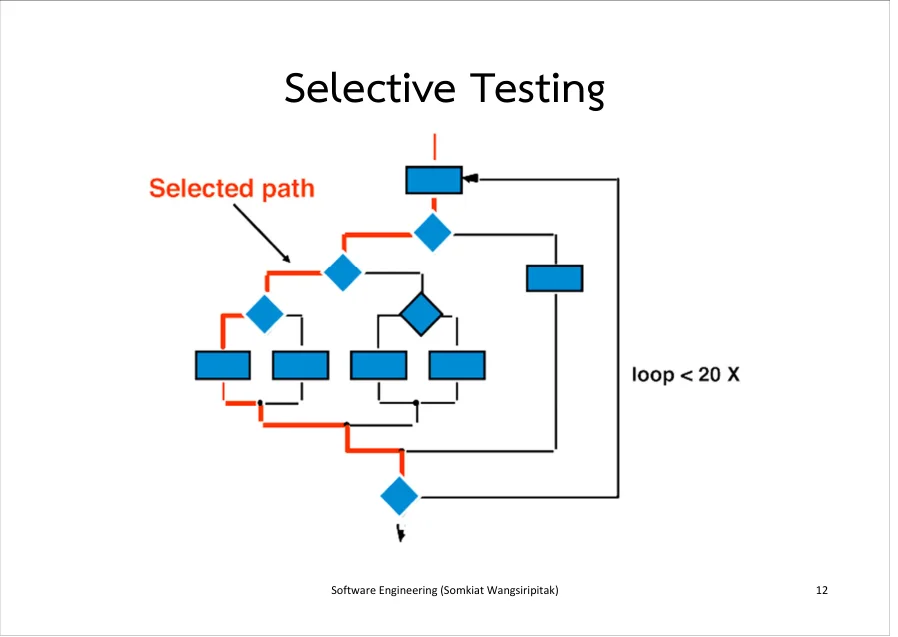 Selective Testing
Selected path
loop < 20 X
Software Engineering (Somkiat Wangsiripitak)
12